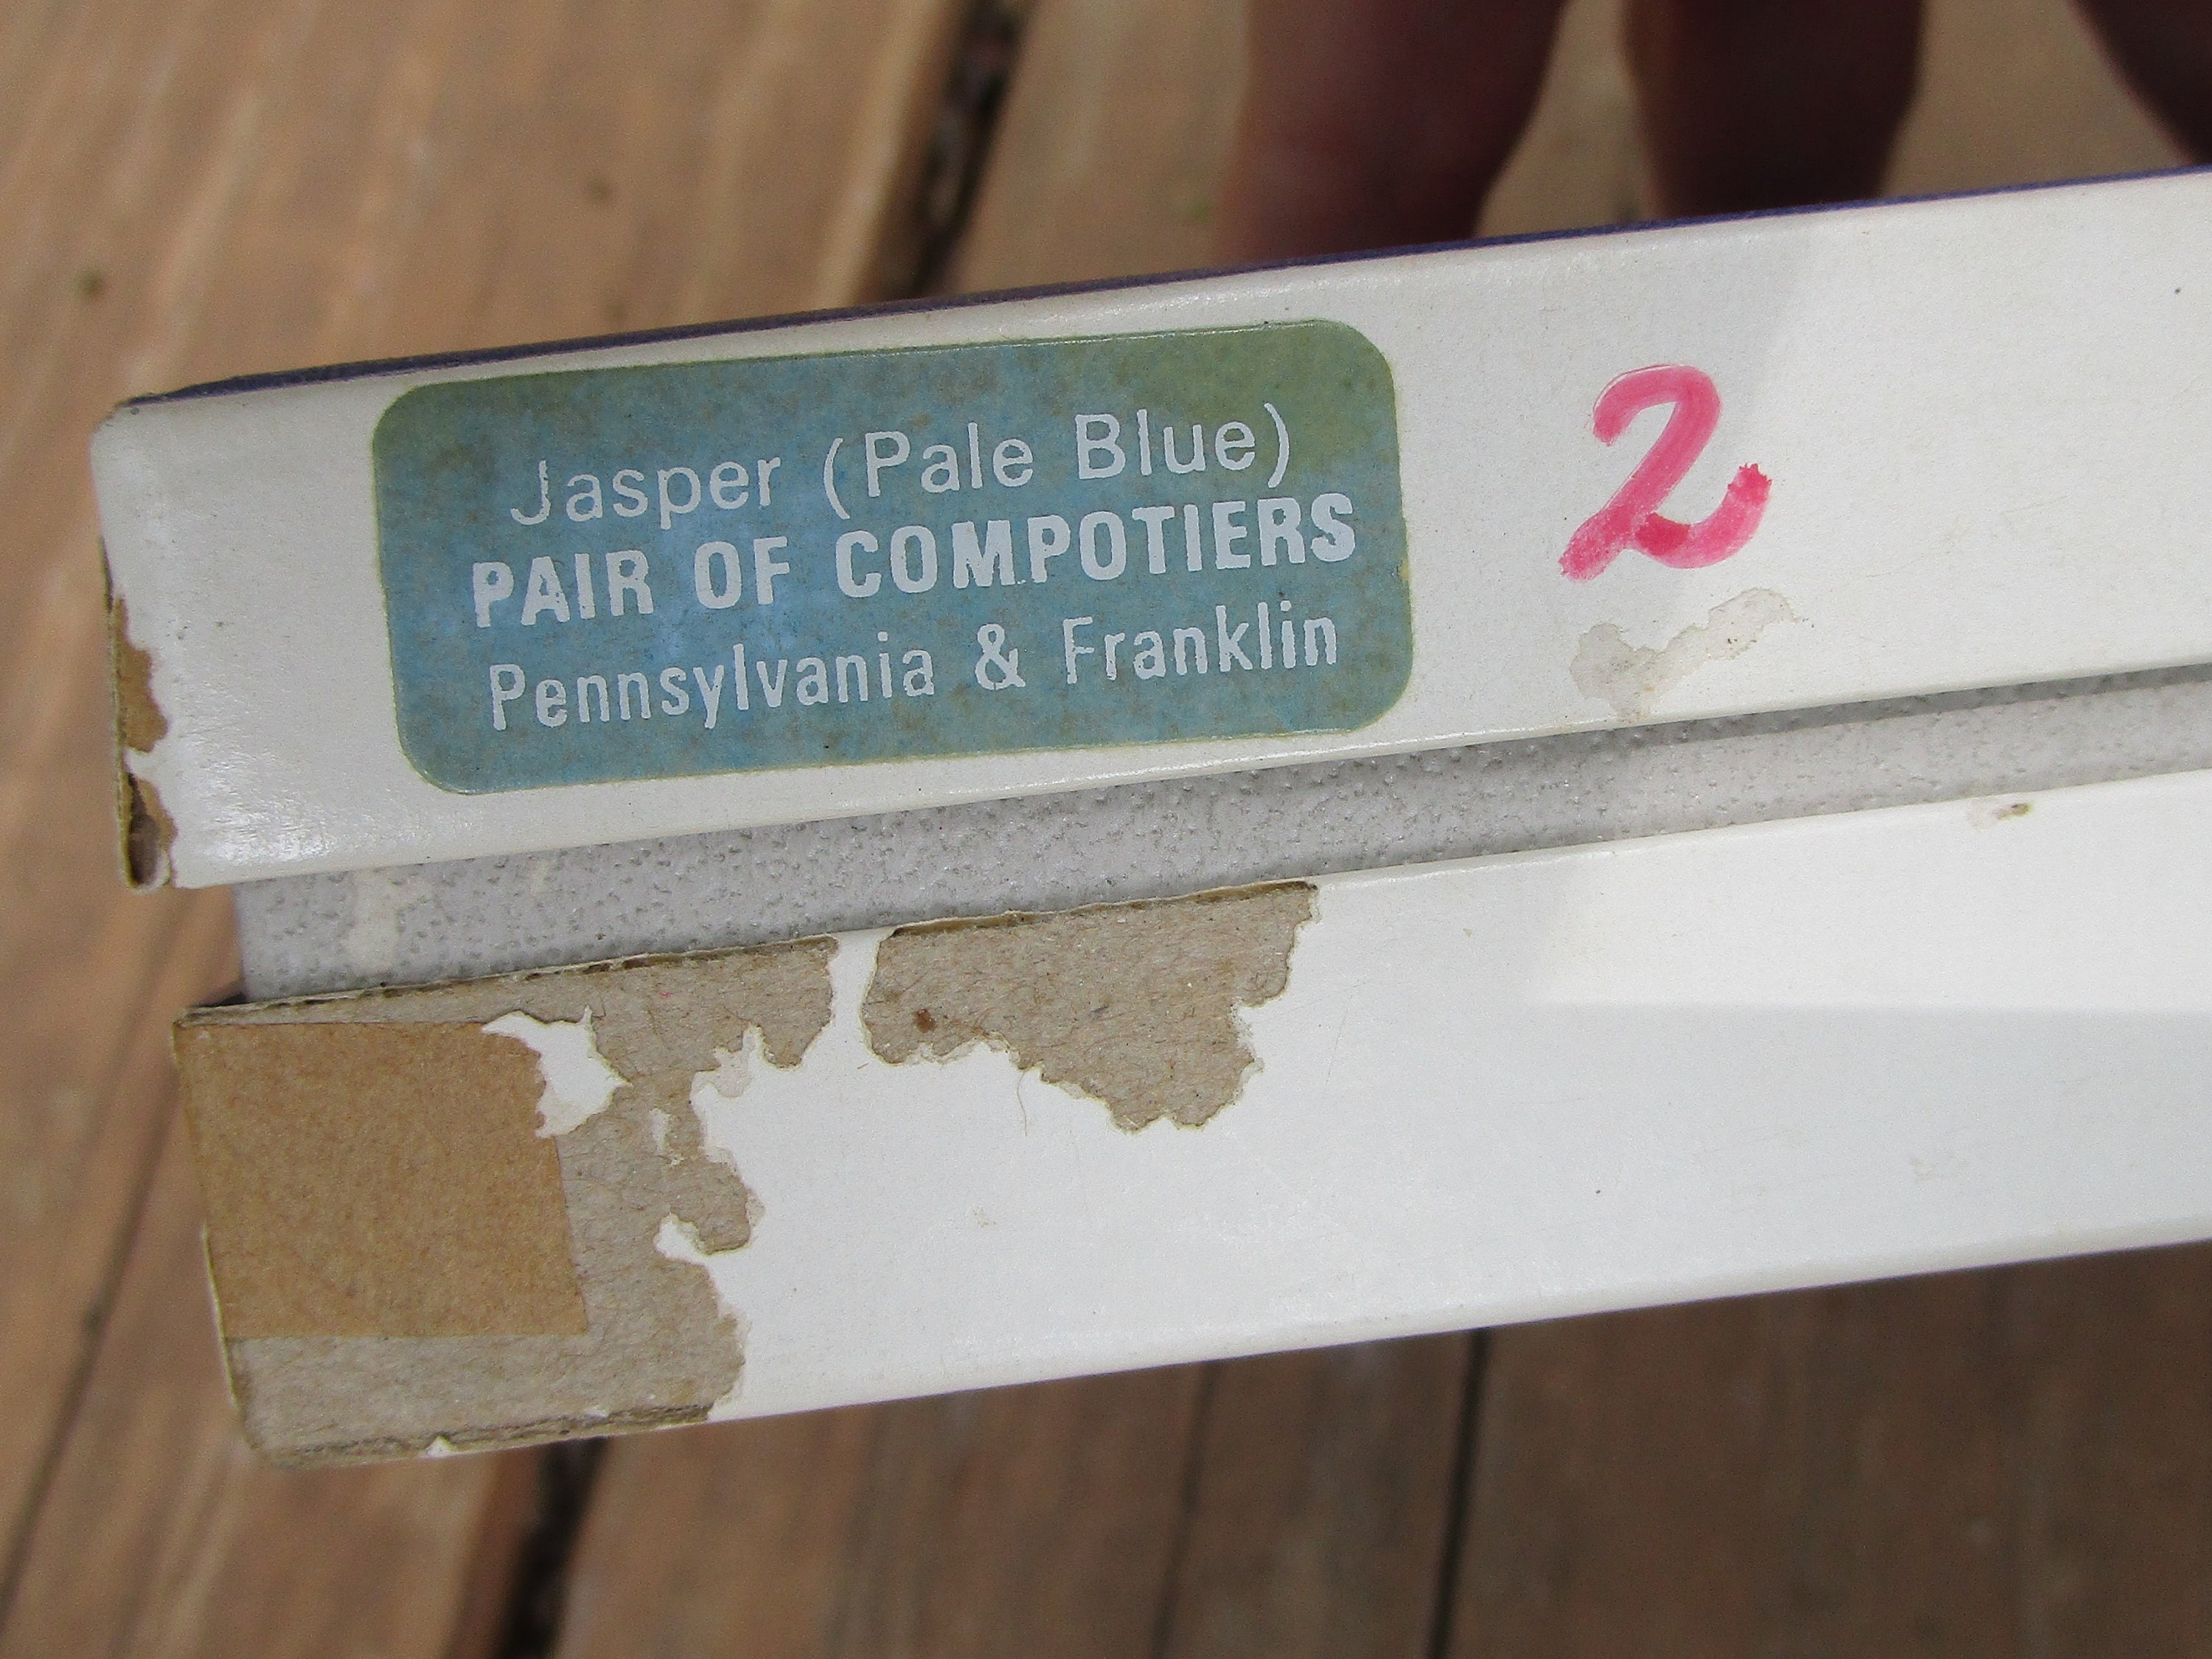 Jasper (Pale Blue)
PAIR OF COMPOTIERS
Pennsylvania & Franklin
2